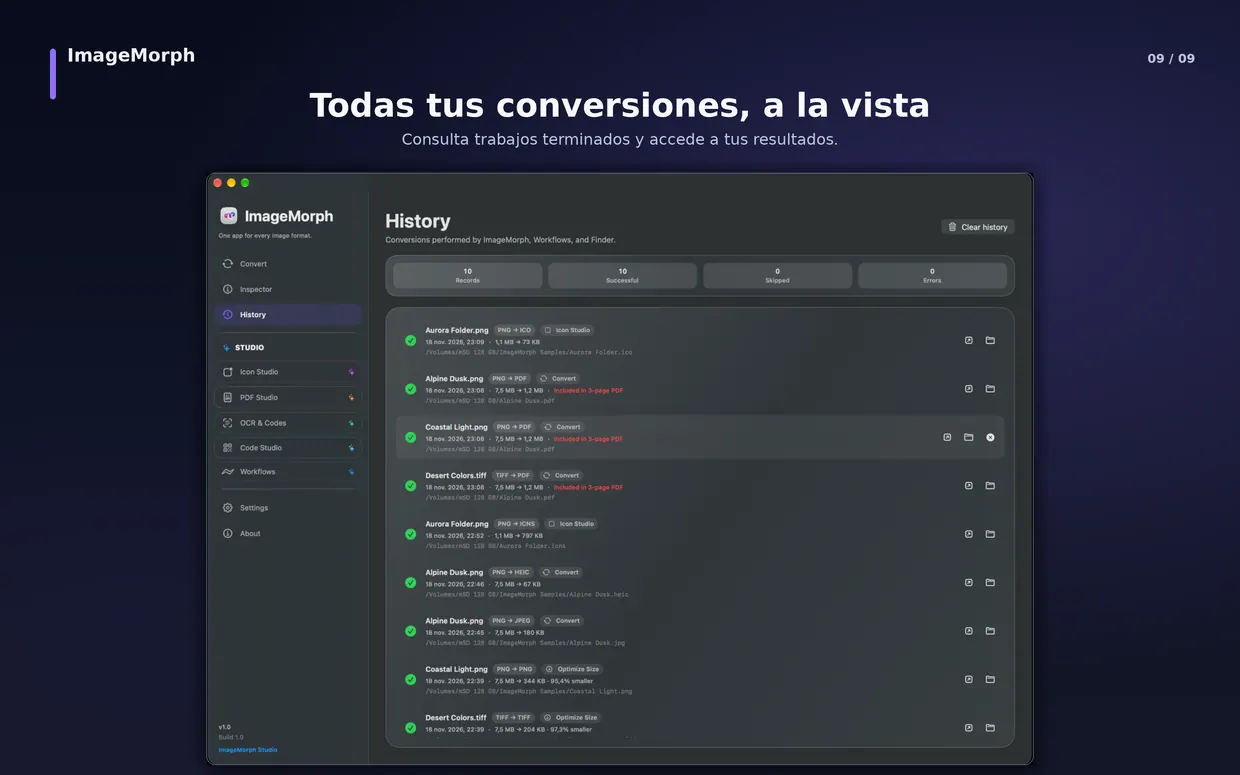 ImageMorph
09 / 09
Todas tus conversiones, a la vista
Consulta trabajos terminados y accede a tus resultados.
ImageMorph
One app for every image format.
Convert
Inspector
History
STUDIO
Icon Studio
PDF Studio
OCR & Codes
Code Studio
Workflows
Settings
About
v1.0
Build 1.0
ImageMorph Studio
History
Conversions performed by ImageMorph, Workflows, and Finder.
Clear history
10
Records
10
Successful
0
Skipped
0
Errors
Aurora Folder.png PNG → ICO Icon Studio
18 nov. 2026, 23:09 · 1,1 MB → 73 KB
/Volumes/mSD 128 GB/ImageMorph Samples/Aurora Folder.ico
Alpine Dusk.png PNG → PDF Convert
18 nov. 2026, 23:08 · 7,5 MB → 1,2 MB · Included in 3-page PDF
/Volumes/mSD 128 GB/Alpine Dusk.pdf
Coastal Light.png PNG → PDF Convert
18 nov. 2026, 23:08 · 7,5 MB → 1,2 MB · Included in 3-page PDF
/Volumes/mSD 128 GB/Alpine Dusk.pdf
Desert Colors.tiff TIFF → PDF Convert
18 nov. 2026, 23:08 · 7,5 MB → 1,2 MB · Included in 3-page PDF
/Volumes/mSD 128 GB/Alpine Dusk.pdf
Aurora Folder.png PNG → ICNS Icon Studio
18 nov. 2026, 22:52 · 1,1 MB → 797 KB
/Volumes/mSD 128 GB/Aurora Folder.icns
Alpine Dusk.png PNG → HEIC Convert
18 nov. 2026, 22:46 · 7,5 MB → 67 KB
/Volumes/mSD 128 GB/ImageMorph Samples/Alpine Dusk.heic
Alpine Dusk.png PNG → JPEG Convert
18 nov. 2026, 22:45 · 7,5 MB → 180 KB
/Volumes/mSD 128 GB/ImageMorph Samples/Alpine Dusk.jpg
Coastal Light.png PNG → PNG Optimize Size
18 nov. 2026, 22:39 · 7,5 MB → 344 KB · 95,4% smaller
/Volumes/mSD 128 GB/ImageMorph Samples/Coastal Light.png
Desert Colors.tiff TIFF → TIFF Optimize Size
18 nov. 2026, 22:39 · 7,5 MB → 204 KB · 97,3% smaller